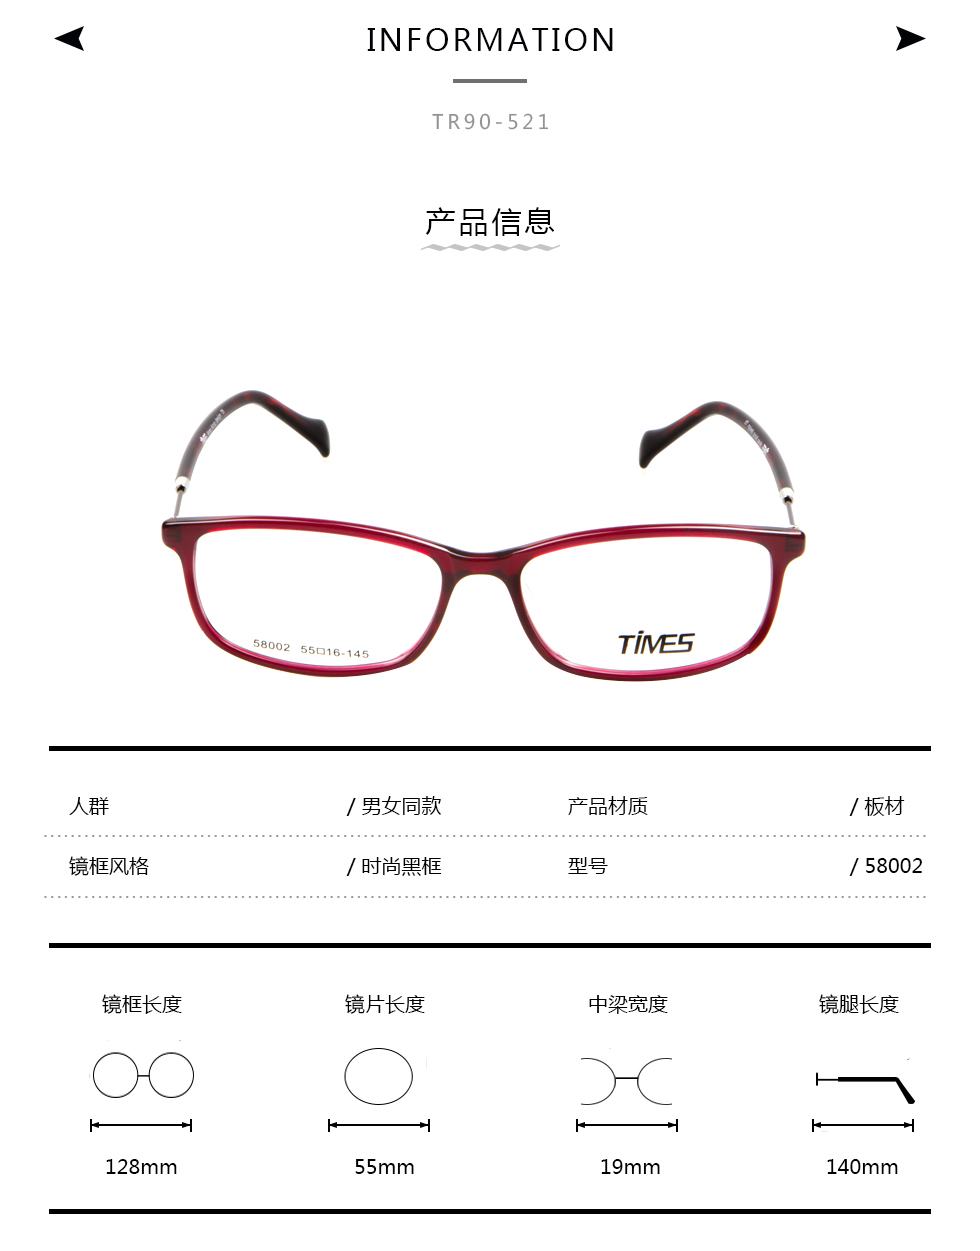 INFORMATION
TR90-521
产品信息
58002 55□16-145
TIMES
人群 / 男女同款 产品材质 / 板材
镜框风格 / 时尚黑框 型号 / 58002
镜框长度 镜片长度 中梁宽度 镜腿长度
128mm 55mm 19mm 140mm